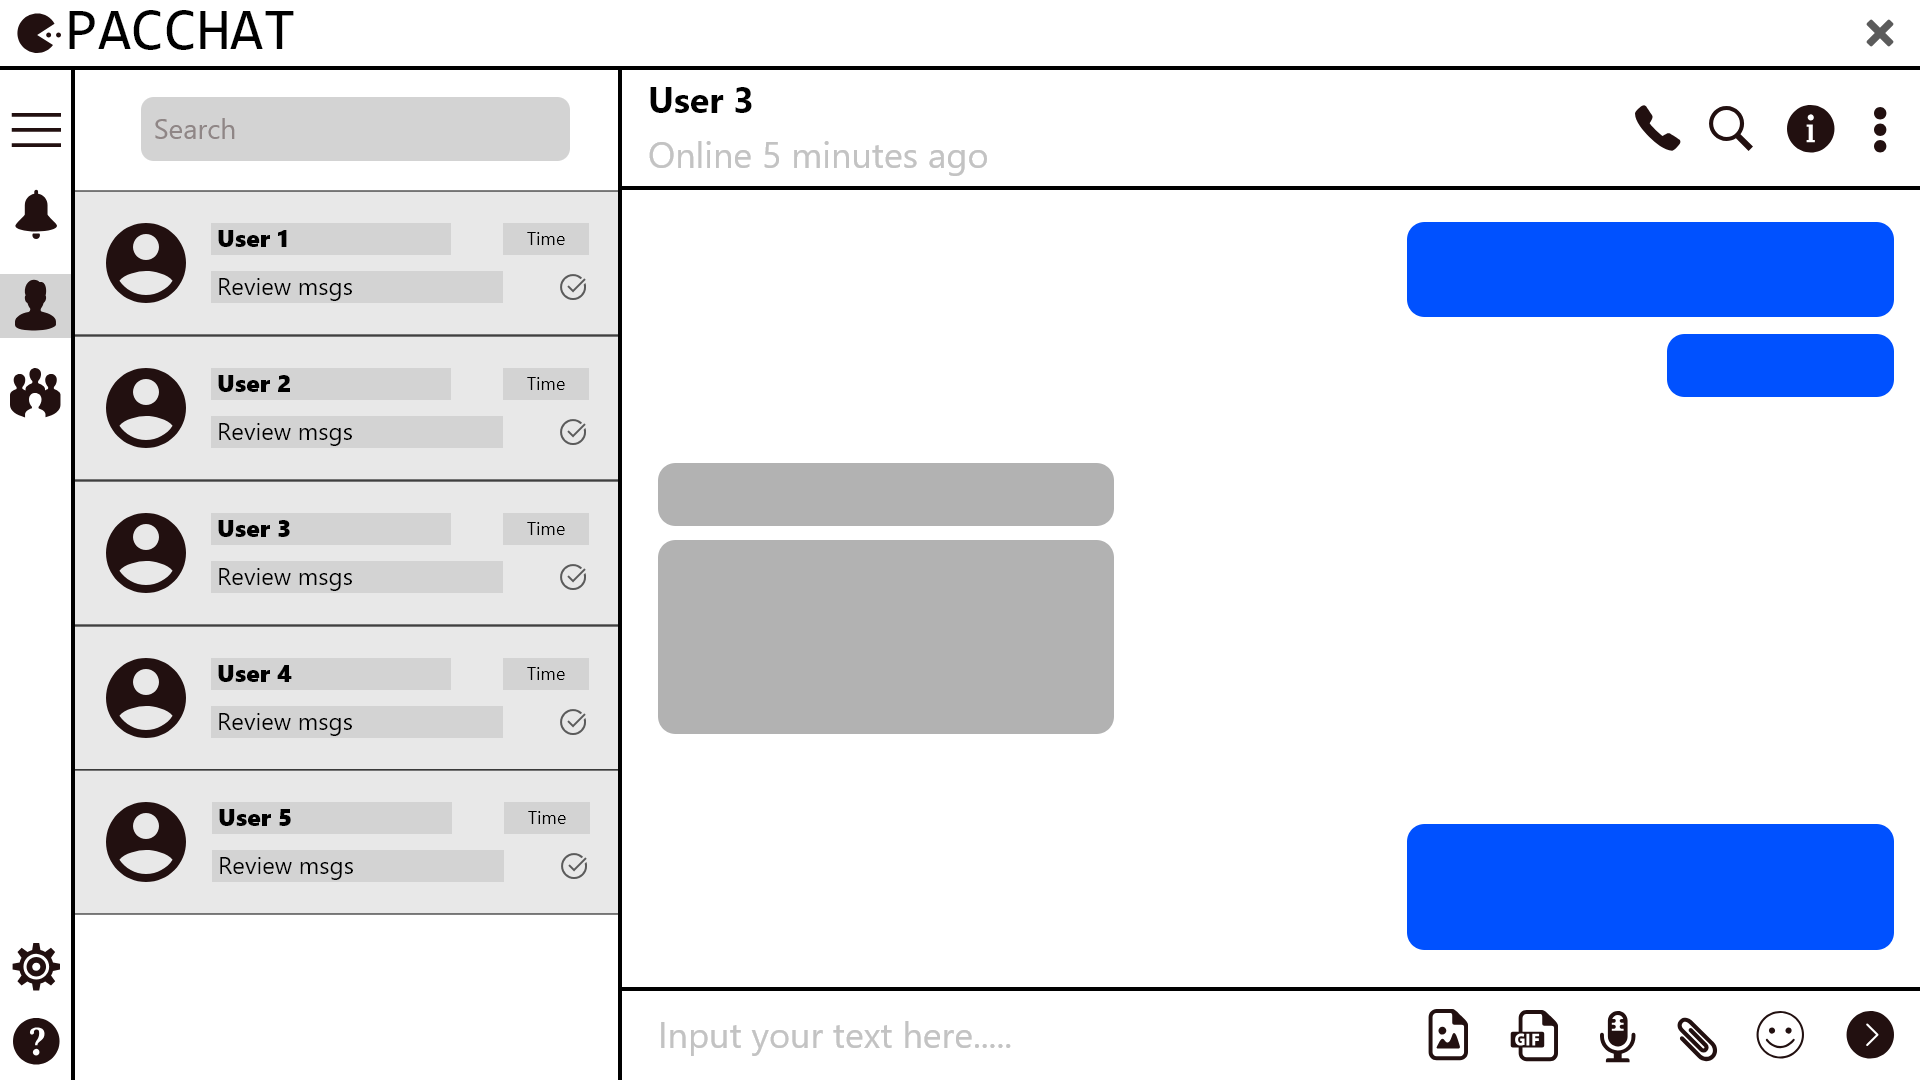 PACCHAT
Search
User 1
Time
Review msgs
User 2
Time
Review msgs
User 3
Time
Review msgs
User 4
Time
Review msgs
User 5
Time
Review msgs
User 3
Online 5 minutes ago
Input your text here.....
GIF